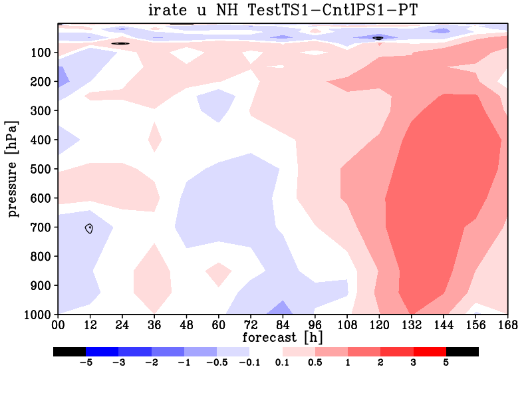 irate u NH TestTS1-CntlPS1-PT
pressure [hPa]
100
200
300
400
500
600
700
800
900
1000
00 12 24 36 48 60 72 84 96 108 120 132 144 156 168
forecast [h]
-5 -3 -2 -1 -0.5 -0.1 0.1 0.5 1 2 3 5